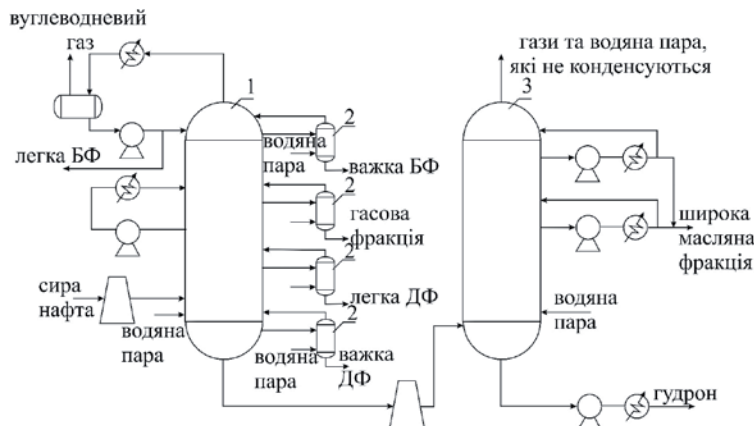 вуглеводневий
газ
1
2
водяна
пара
важка БФ
легка БФ
2
гасова
фракція
2
легка ДФ
сира
нафта
водяна
пара
2
водяна
пара
важка
ДФ
гази та водяна пара,
які не конденсуються
3
широка
масляна
фракція
водяна
пара
гудрон